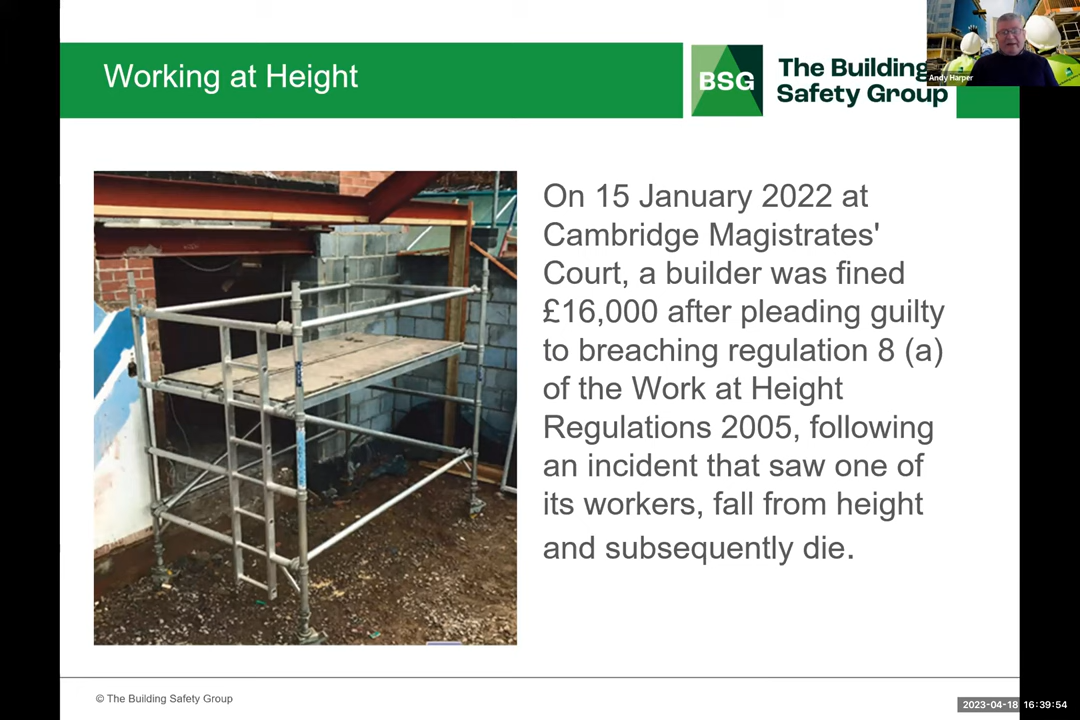 Working at Height
BSG
The Building
Safety Group
Andy Harper
On 15 January 2022 at
Cambridge Magistrates'
Court, a builder was fined
£16,000 after pleading guilty
to breaching regulation 8 (a)
of the Work at Height
Regulations 2005, following
an incident that saw one of
its workers, fall from height
and subsequently die.
© The Building Safety Group
2023-04-18 16:39:54